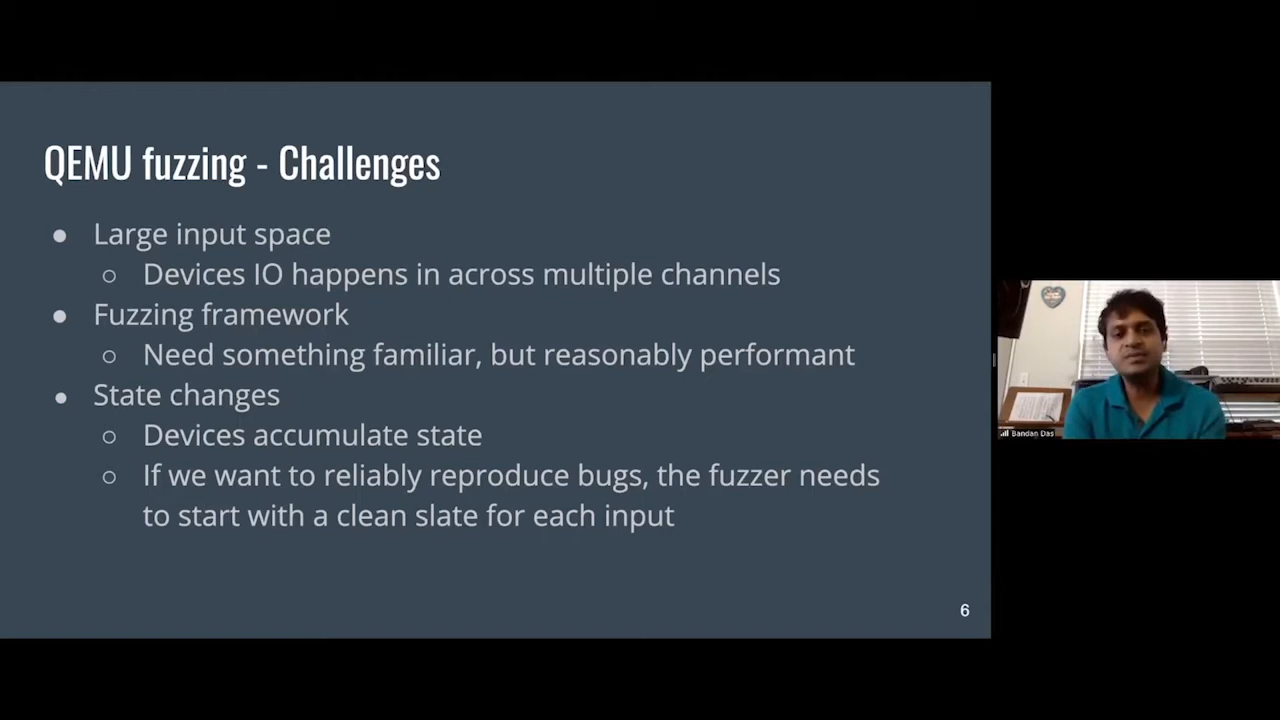 QEMU fuzzing - Challenges
● Large input space
○ Devices IO happens in across multiple channels
● Fuzzing framework
○ Need something familiar, but reasonably performant
● State changes
○ Devices accumulate state
○ If we want to reliably reproduce bugs, the fuzzer needs
to start with a clean slate for each input
6
Bandan Das